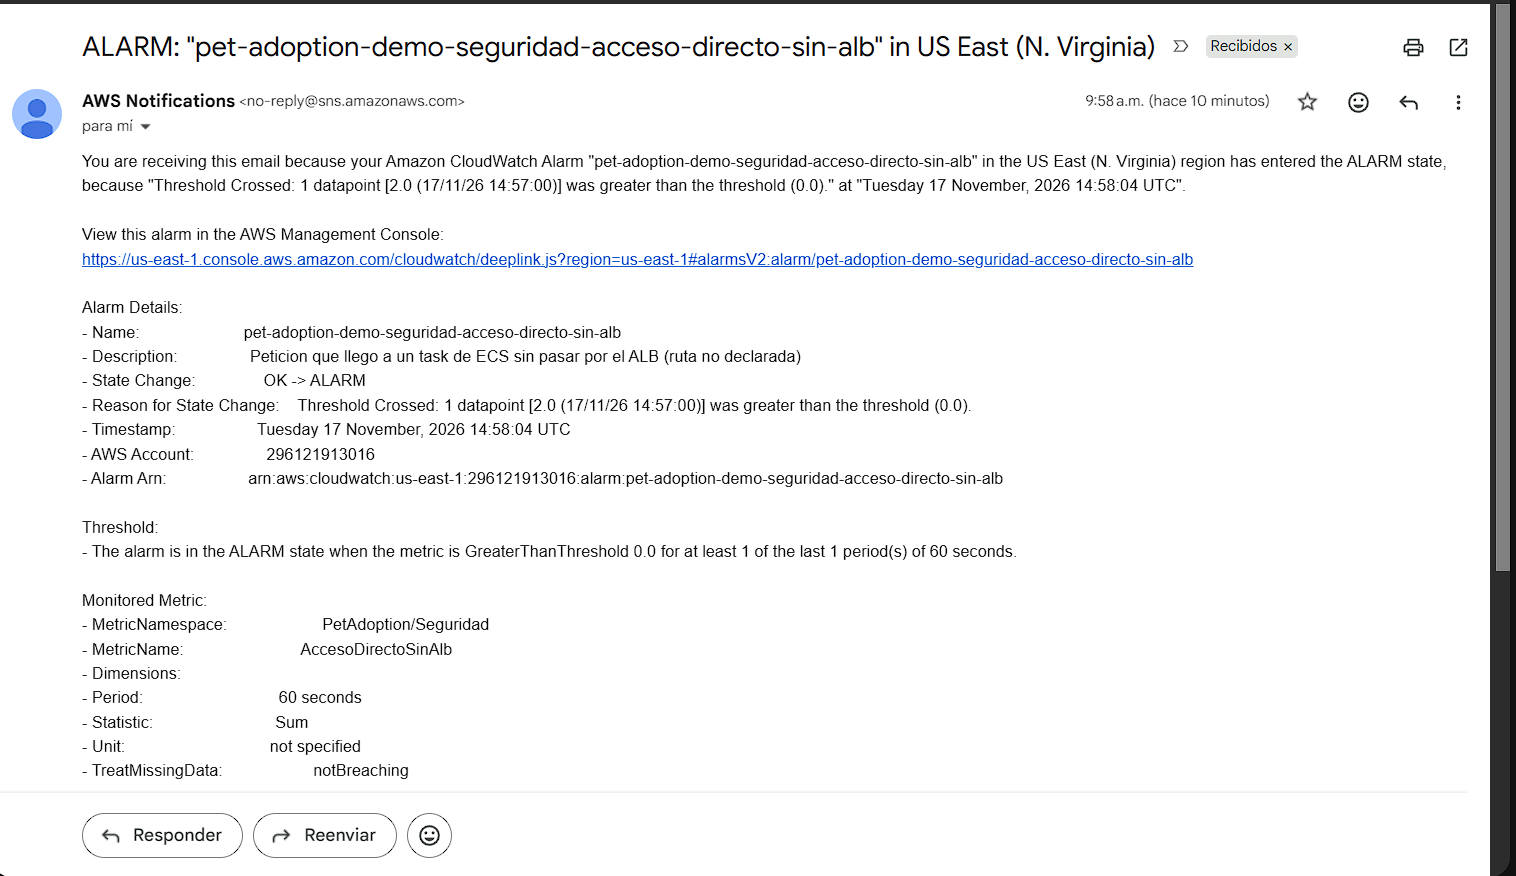 ALARM: "pet-adoption-demo-seguridad-acceso-directo-sin-alb" in US East (N. Virginia) Recibidos ×
AWS Notifications <no-reply@sns.amazonaws.com> 9:58 a.m. (hace 10 minutos)
para mí
You are receiving this email because your Amazon CloudWatch Alarm "pet-adoption-demo-seguridad-acceso-directo-sin-alb" in the US East (N. Virginia) region has entered the ALARM state,
because "Threshold Crossed: 1 datapoint [2.0 (17/11/26 14:57:00)] was greater than the threshold (0.0)." at "Tuesday 17 November, 2026 14:58:04 UTC".
View this alarm in the AWS Management Console:
https://us-east-1.console.aws.amazon.com/cloudwatch/deeplink.js?region=us-east-1#alarmsV2:alarm/pet-adoption-demo-seguridad-acceso-directo-sin-alb
Alarm Details:
- Name: pet-adoption-demo-seguridad-acceso-directo-sin-alb
- Description: Peticion que llego a un task de ECS sin pasar por el ALB (ruta no declarada)
- State Change: OK -> ALARM
- Reason for State Change: Threshold Crossed: 1 datapoint [2.0 (17/11/26 14:57:00)] was greater than the threshold (0.0).
- Timestamp: Tuesday 17 November, 2026 14:58:04 UTC
- AWS Account: 296121913016
- Alarm Arn: arn:aws:cloudwatch:us-east-1:296121913016:alarm:pet-adoption-demo-seguridad-acceso-directo-sin-alb
Threshold:
- The alarm is in the ALARM state when the metric is GreaterThanThreshold 0.0 for at least 1 of the last 1 period(s) of 60 seconds.
Monitored Metric:
- MetricNamespace: PetAdoption/Seguridad
- MetricName: AccesoDirectoSinAlb
- Dimensions:
- Period: 60 seconds
- Statistic: Sum
- Unit: not specified
- TreatMissingData: notBreaching
Responder Reenviar